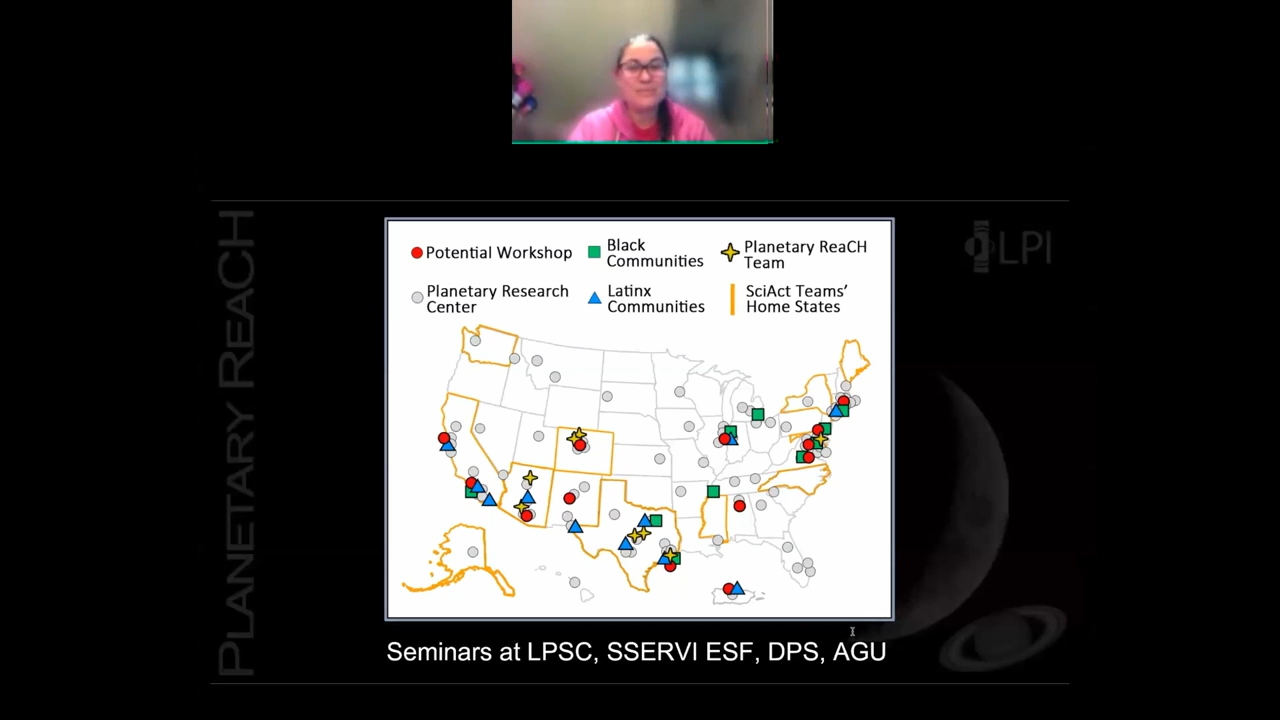 PLANETARY REACH
LPI
Potential Workshop
Black
Communities
Planetary ReaCH
Team
Planetary Research
Center
Latinx
Communities
SciAct Teams'
Home States
Seminars at LPSC, SSERVI ESF, DPS, AGU